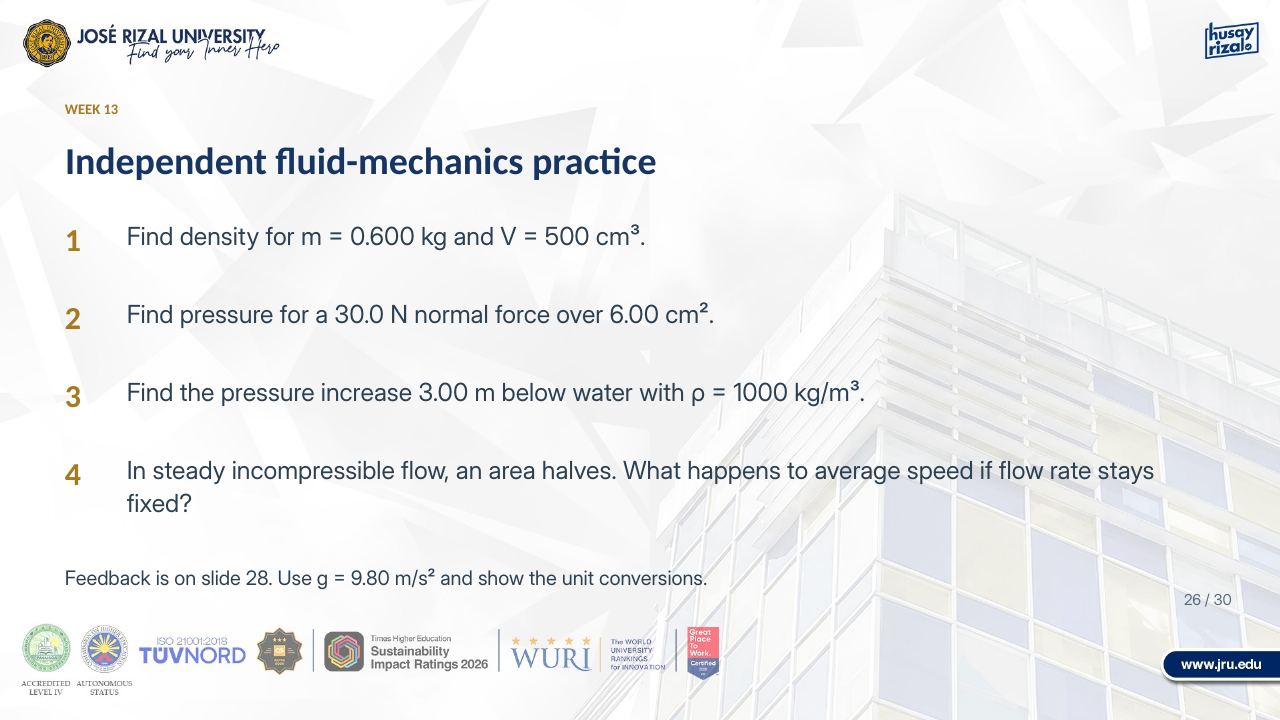 JOSÉ RIZAL UNIVERSITY
Find your Inner Hero
husay
rizal
WEEK 13
Independent fluid-mechanics practice
1 Find density for m = 0.600 kg and V = 500 cm³.
2 Find pressure for a 30.0 N normal force over 6.00 cm².
3 Find the pressure increase 3.00 m below water with ρ = 1000 kg/m³.
4 In steady incompressible flow, an area halves. What happens to average speed if flow rate stays
fixed?
Feedback is on slide 28. Use g = 9.80 m/s² and show the unit conversions.
26 / 30
ACCREDITED
LEVEL IV
AUTONOMOUS
STATUS
ISO 21001:2018
TÜVNORD
Times Higher Education
Sustainability
Impact Ratings 2026
WURI
The WORLD
UNIVERSITY
RANKINGS
for INNOVATION
Great
Place
To
Work.
Certified
www.jru.edu